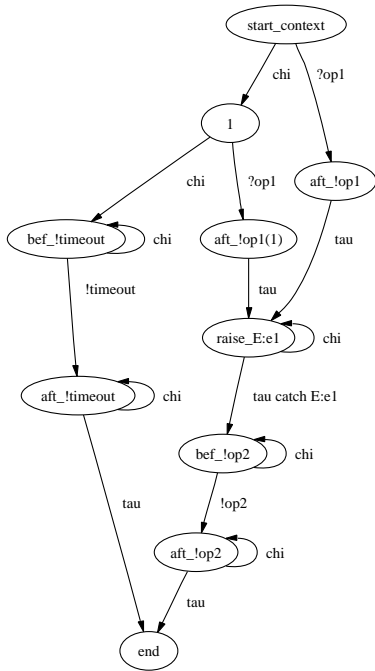 start_context
chi
?op1
1
aft_!op1
chi
?op1
bef_!timeout
chi
aft_!op1(1)
tau
!timeout
tau
raise_E:e1
chi
aft_!timeout
chi
tau catch E:e1
bef_!op2
chi
tau
!op2
aft_!op2
chi
tau
end